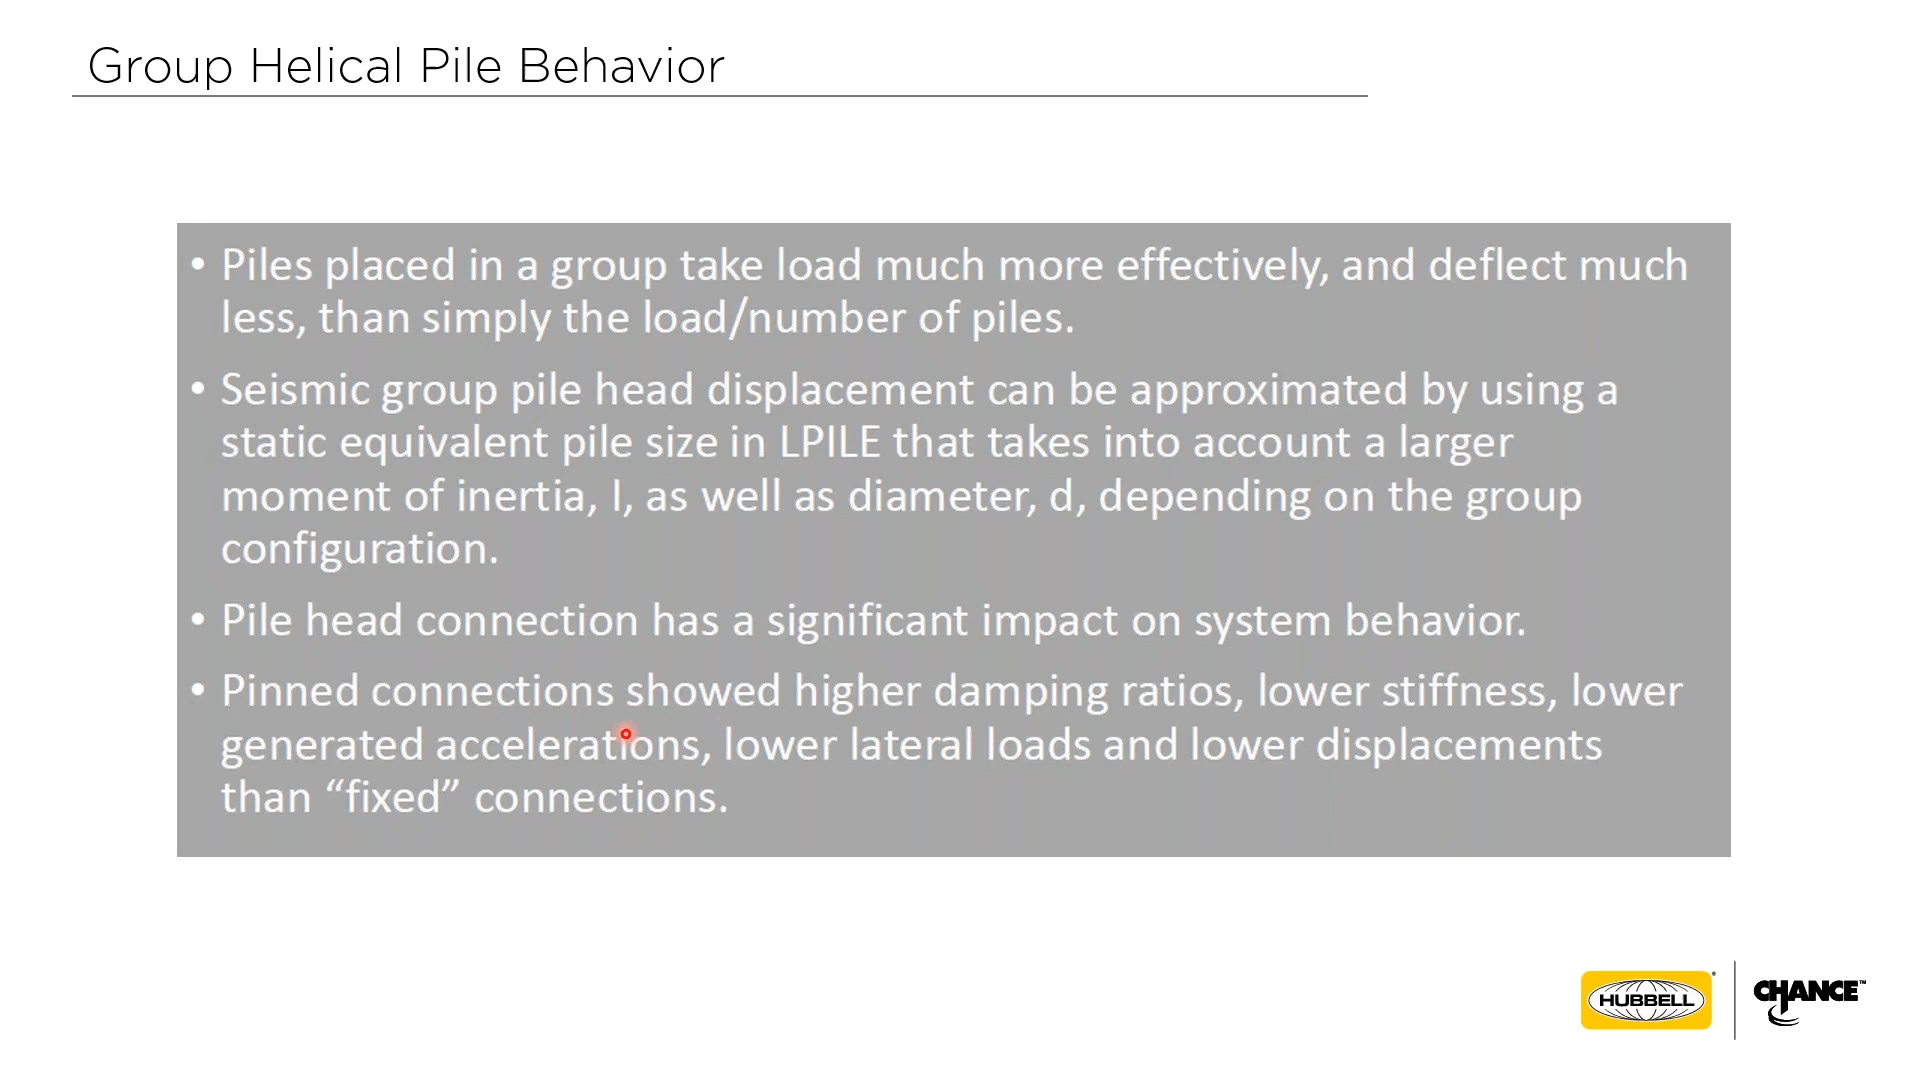 Group Helical Pile Behavior
• Piles placed in a group take load much more effectively, and deflect much
less, than simply the load/number of piles.
• Seismic group pile head displacement can be approximated by using a
static equivalent pile size in LPILE that takes into account a larger
moment of inertia, I, as well as diameter, d, depending on the group
configuration.
• Pile head connection has a significant impact on system behavior.
• Pinned connections showed higher damping ratios, lower stiffness, lower
generated accelerations, lower lateral loads and lower displacements
than “fixed” connections.
HUBBELL
CHANCE™